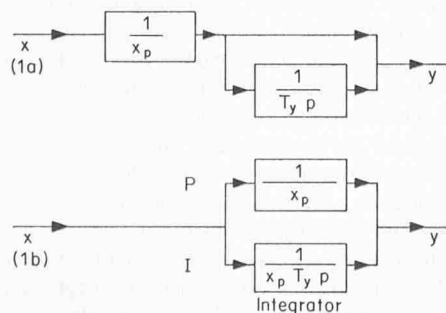 1
x_p
x
(1a)
1
T_y p
y
P
1
x_p
x
(1b)
y
I
1
x_p T_y p
Integrator